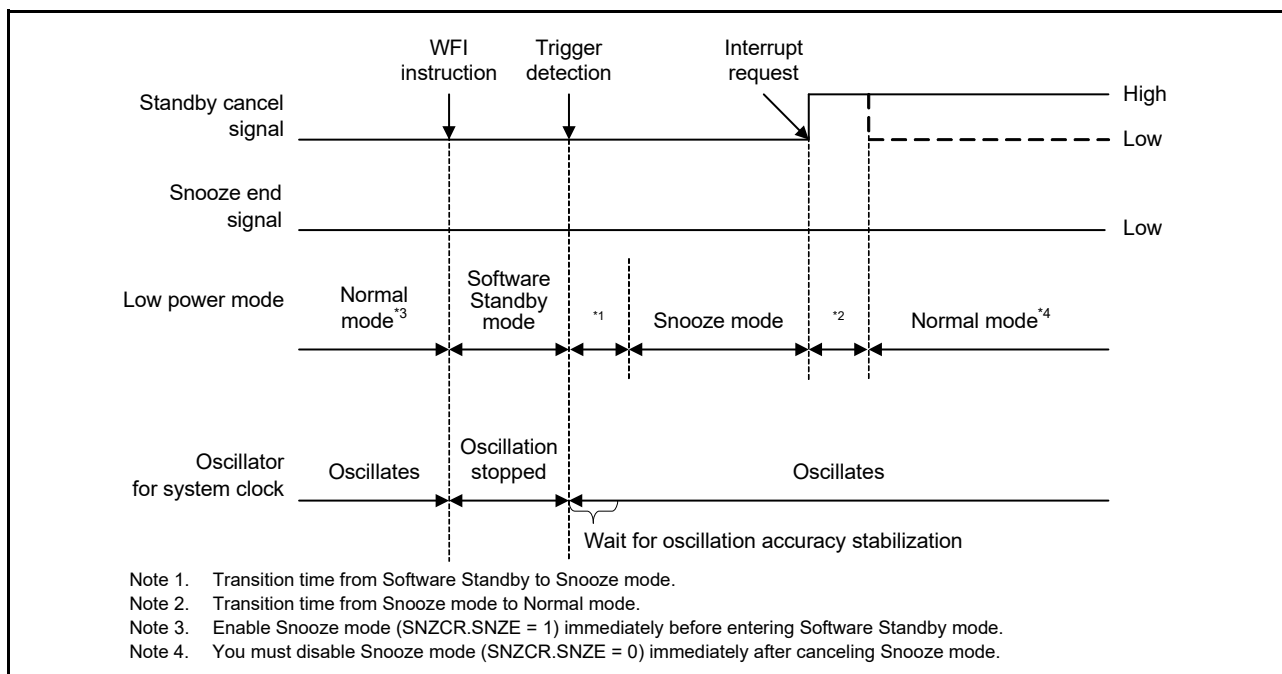 WFI instruction
Trigger detection
Interrupt request
Standby cancel signal
High
Low
Snooze end signal
Low
Low power mode
Normal mode*3
Software Standby mode
*1
Snooze mode
*2
Normal mode*4
Oscillator for system clock
Oscillates
Oscillation stopped
Oscillates
Wait for oscillation accuracy stabilization
Note 1. Transition time from Software Standby to Snooze mode.
Note 2. Transition time from Snooze mode to Normal mode.
Note 3. Enable Snooze mode (SNZCR.SNZE = 1) immediately before entering Software Standby mode.
Note 4. You must disable Snooze mode (SNZCR.SNZE = 0) immediately after canceling Snooze mode.